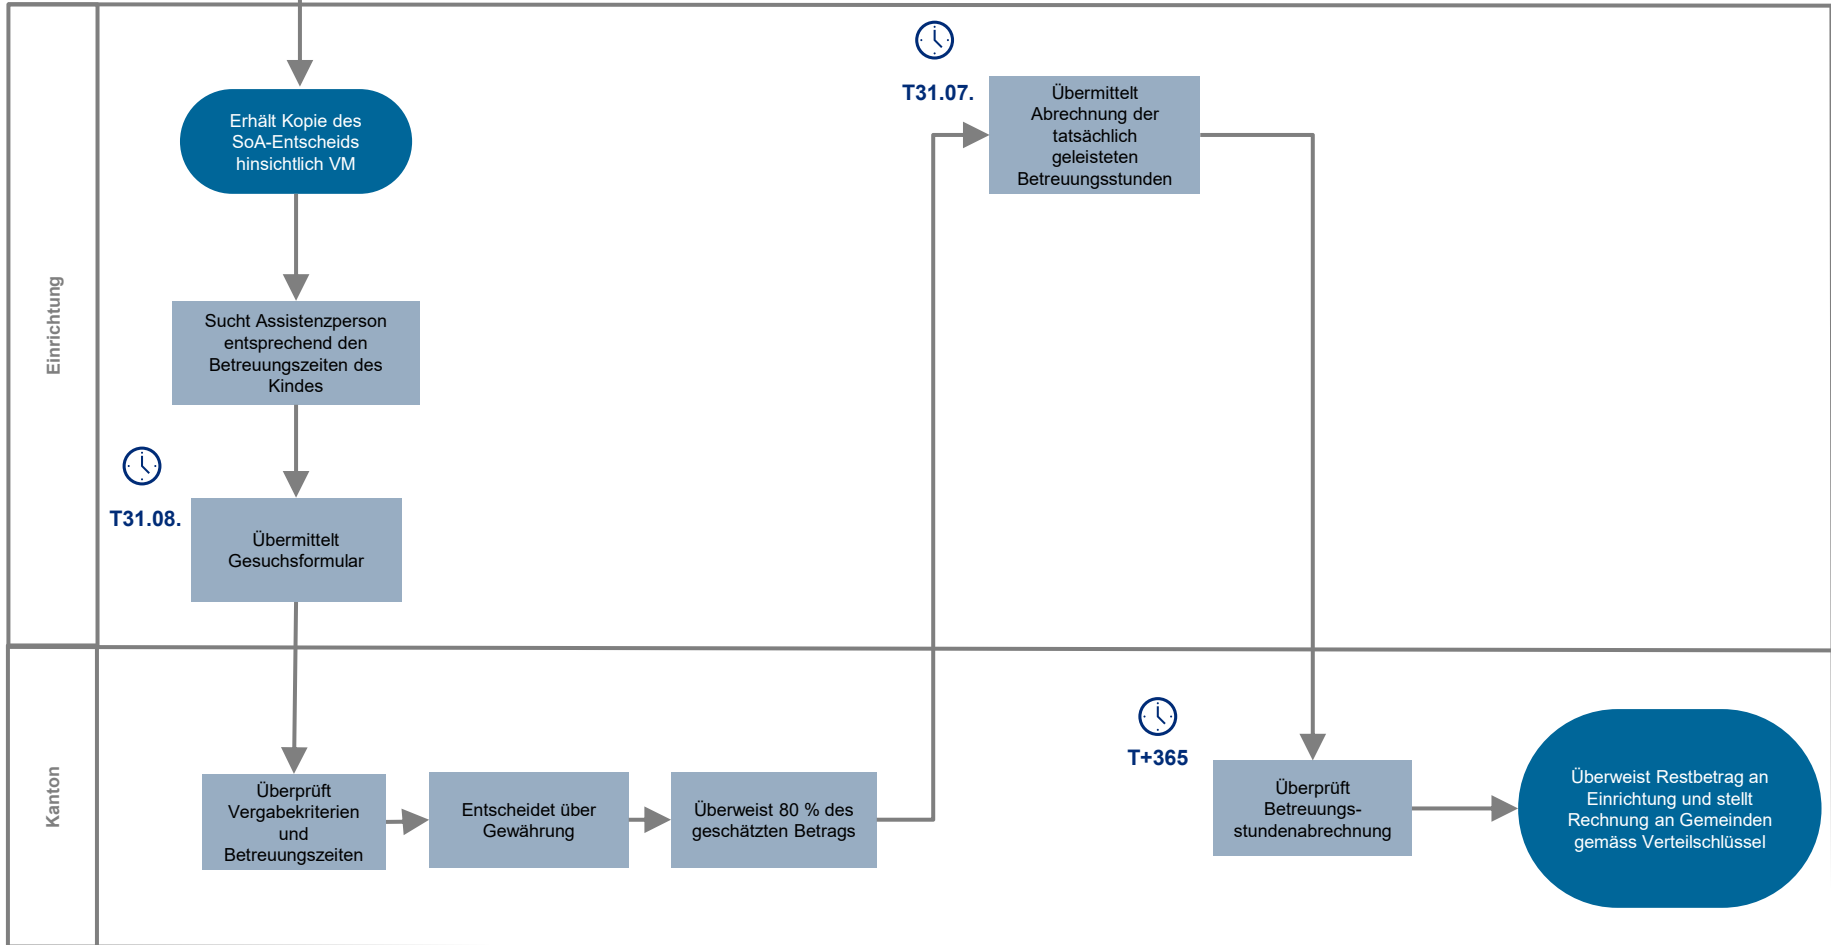 Einrichtung
Erhält Kopie des
SoA-Entscheids
hinsichtlich VM
Sucht Assistenzperson
entsprechend den
Betreuungszeiten des
Kindes
T31.08.
Übermittelt
Gesuchsformular
T31.07.
Übermittelt
Abrechnung der
tatsächlich
geleisteten
Betreuungsstunden
Kanton
Überprüft
Vergabekriterien
und
Betreuungszeiten
Entscheidet über
Gewährung
Überweist 80 % des
geschätzten Betrags
T+365
Überprüft
Betreuungs-
stundenabrechnung
Überweist Restbetrag an
Einrichtung und stellt
Rechnung an Gemeinden
gemäss Verteilschlüssel